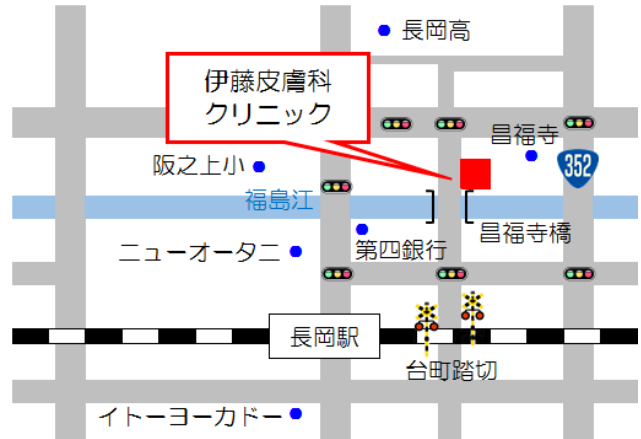 長岡高
伊藤皮膚科
クリニック
昌福寺
阪之上小
352
福島江
昌福寺橋
第四銀行
ニューオータニ
長岡駅
台町踏切
イトーヨーカドー